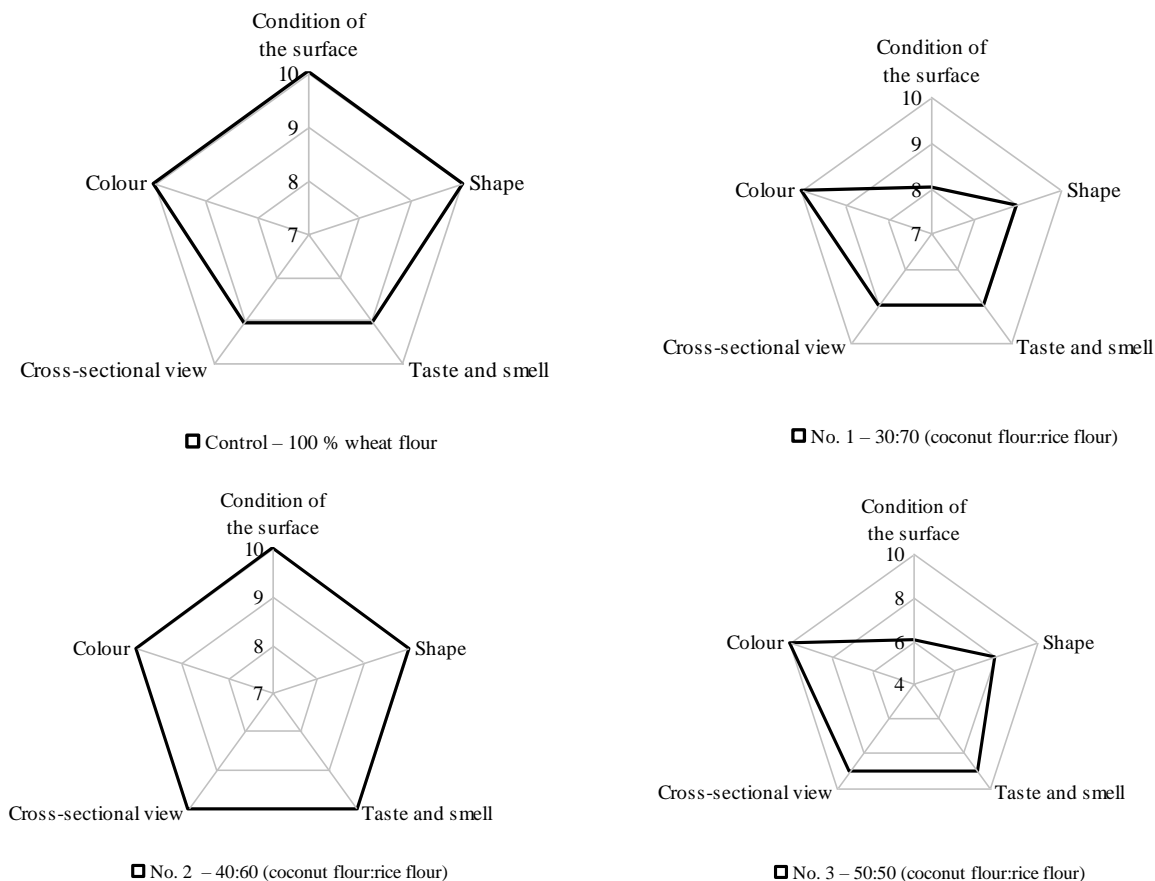 Condition of
the surface
10
9
8
7
Colour
Shape
Cross-sectional view
Taste and smell
Control – 100 % wheat flour
Condition of
the surface
10
9
8
7
Colour
Shape
Cross-sectional view
Taste and smell
No. 1 – 30:70 (coconut flour:rice flour)
Condition of
the surface
10
9
8
7
Colour
Shape
Cross-sectional view
Taste and smell
No. 2 – 40:60 (coconut flour:rice flour)
Condition of
the surface
10
8
6
4
Colour
Shape
Cross-sectional view
Taste and smell
No. 3 – 50:50 (coconut flour:rice flour)